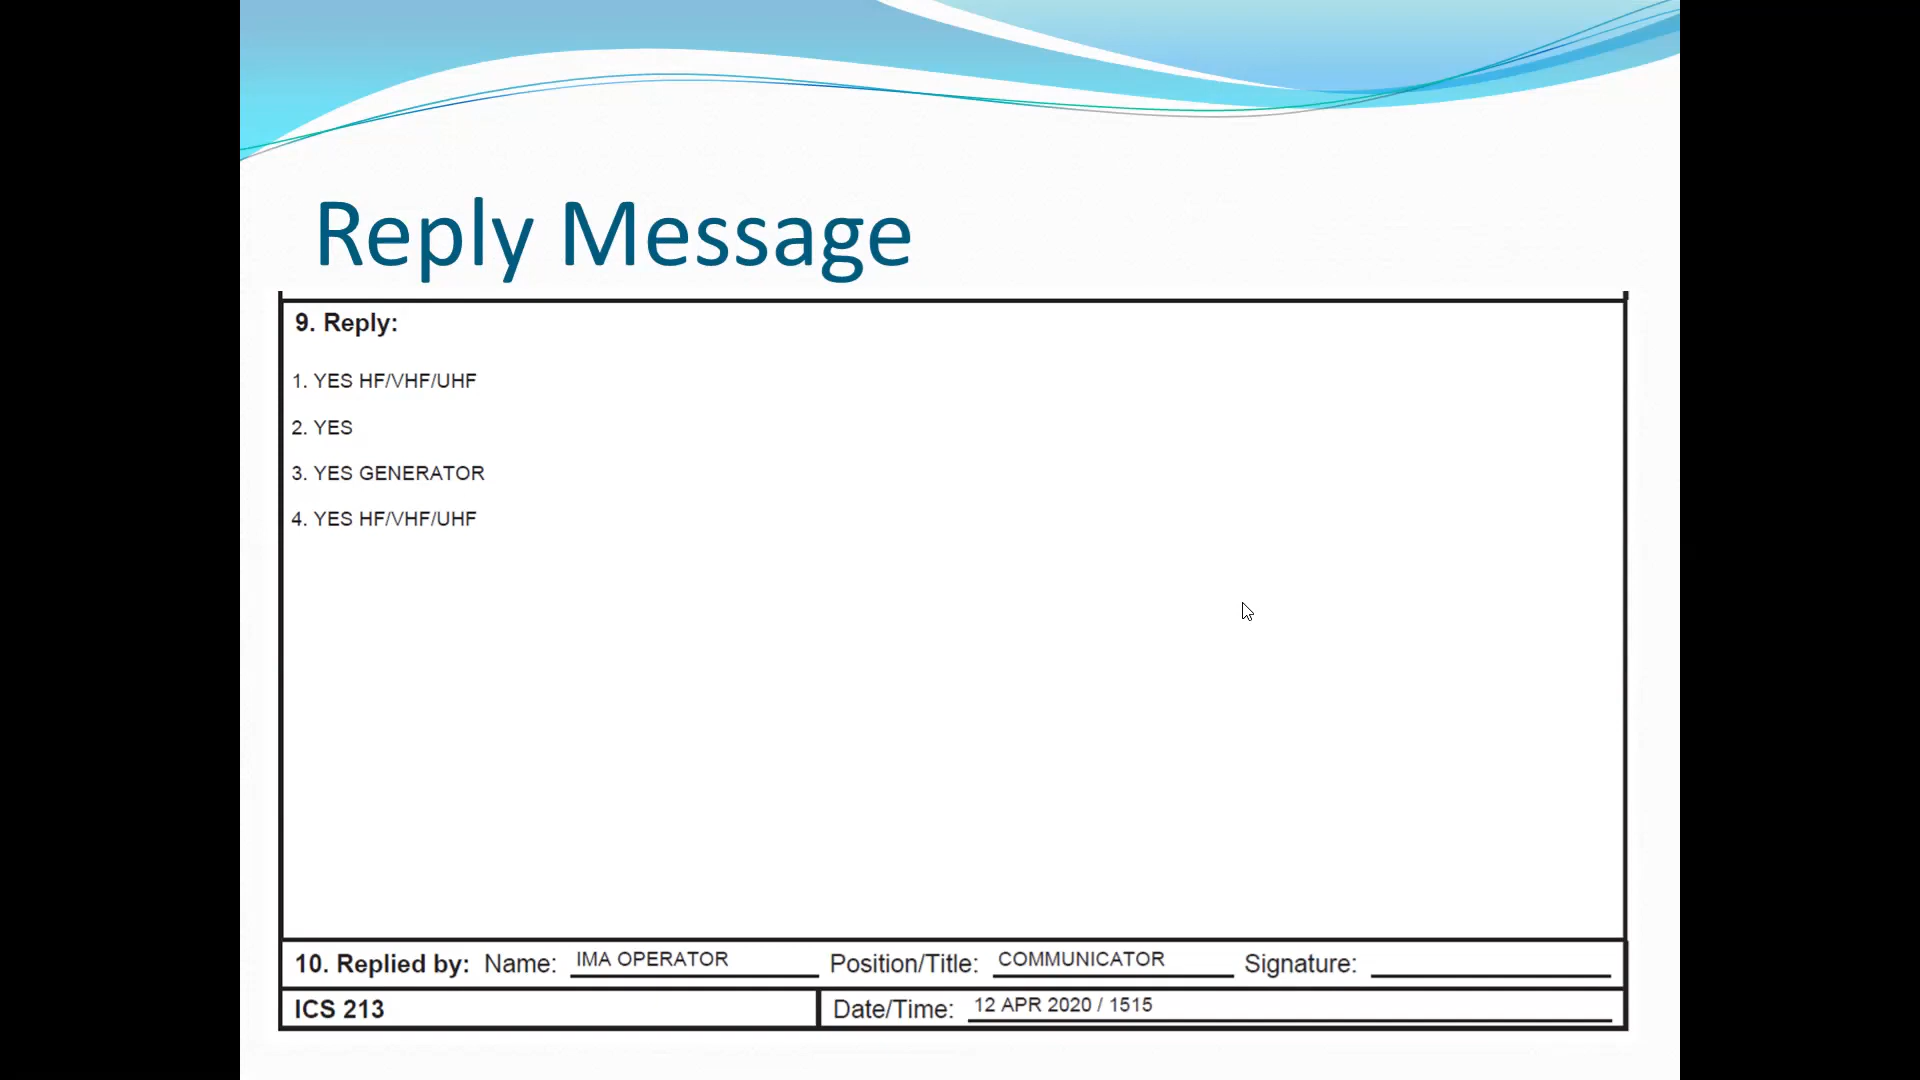 Reply Message
9. Reply:
1. YES HF/VHF/UHF
2. YES
3. YES GENERATOR
4. YES HF/VHF/UHF
10. Replied by: Name: IMA OPERATOR Position/Title: COMMUNICATOR Signature:
ICS 213 Date/Time: 12 APR 2020 / 1515